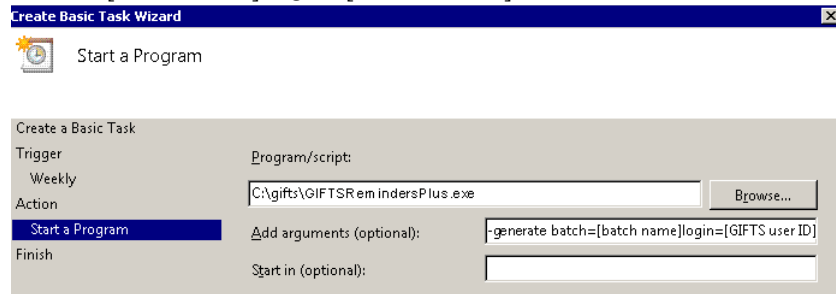 Create Basic Task Wizard
Start a Program
Create a Basic Task
Trigger
Weekly
Action
Start a Program
Finish
Program/script:
C:\gifts\GIFTSRemindersPlus.exe
Browse...
Add arguments (optional):
-generate batch=[batch name]login=[GIFTS user ID]
Start in (optional):